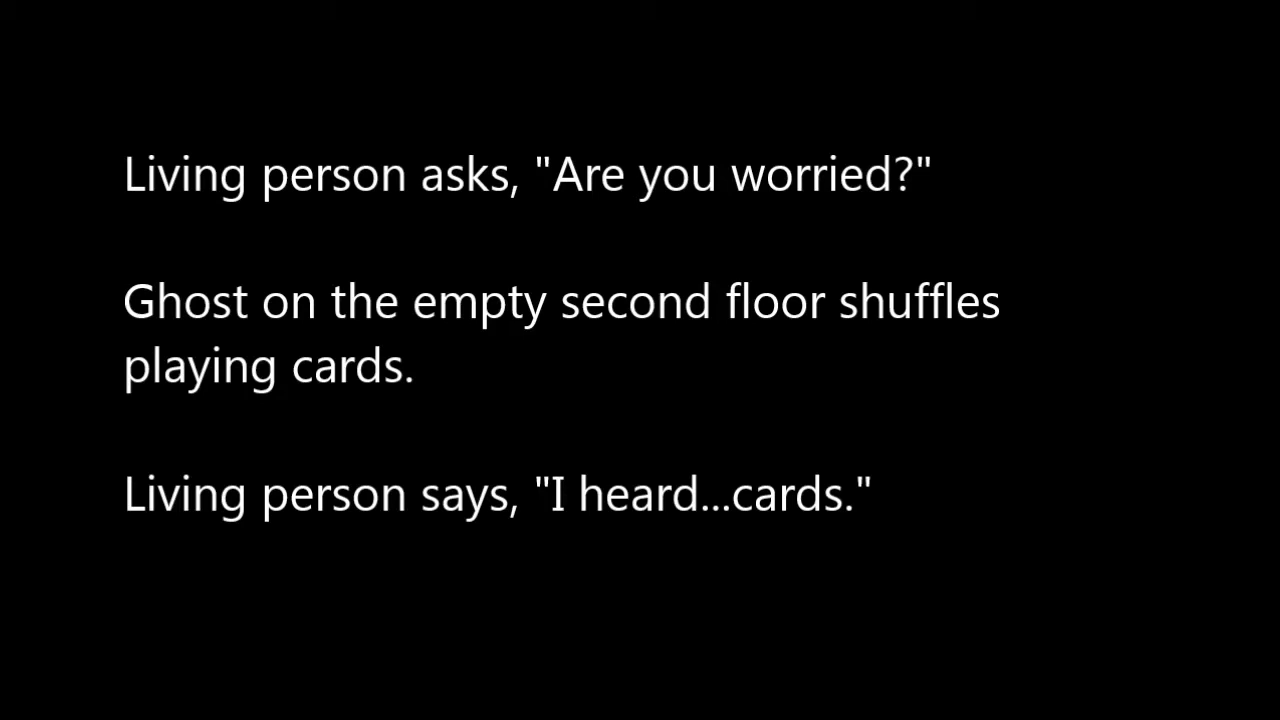 Living person asks, "Are you worried?"
Ghost on the empty second floor shuffles
playing cards.
Living person says, "I heard...cards."